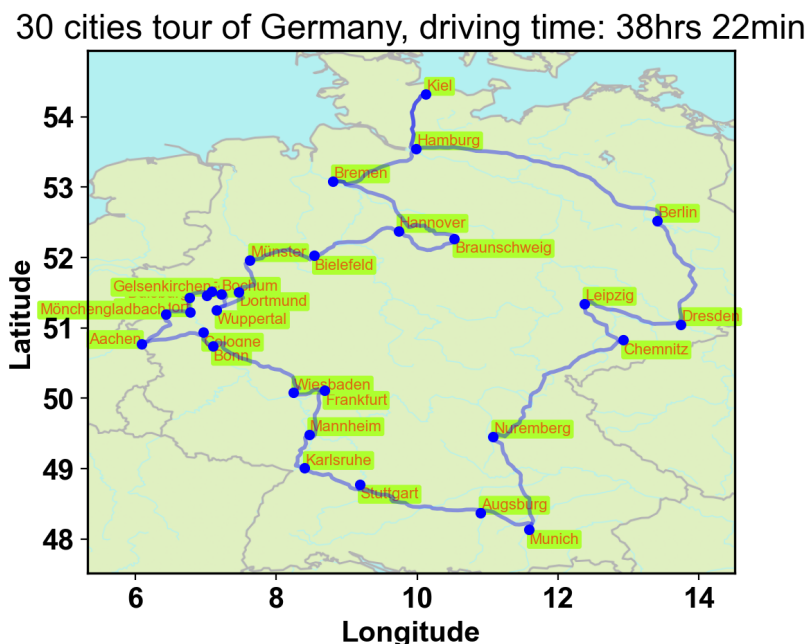 30 cities tour of Germany, driving time: 38hrs 22min
Kiel
54
Hamburg
53
Bremen
Berlin
Hannover
52
Münster
Braunschweig
Bielefeld
Gelsenkirchen
Bochum
Leipzig
Dortmund
Mönchengladbach
51
Wuppertal
Dresden
Aachen
Cologne
Chemnitz
Bonn
50
Wiesbaden
Frankfurt
Mannheim
Nuremberg
49
Karlsruhe
Stuttgart
Augsburg
48
Munich
6 8 10 12 14
Longitude
Latitude